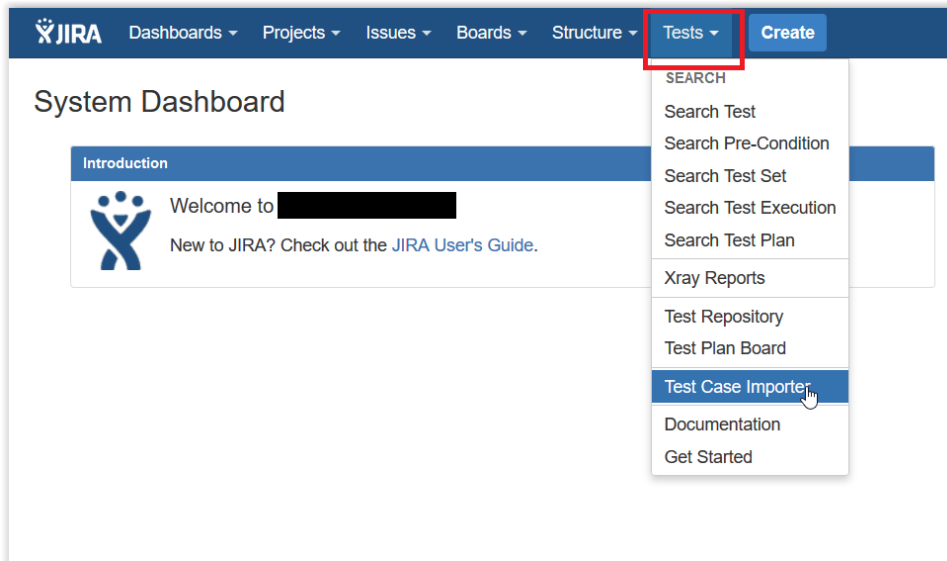 JIRA Dashboards Projects Issues Boards Structure Tests Create
System Dashboard
Introduction
Welcome to
New to JIRA? Check out the JIRA User's Guide.
SEARCH
Search Test
Search Pre-Condition
Search Test Set
Search Test Execution
Search Test Plan
Xray Reports
Test Repository
Test Plan Board
Test Case Importer
Documentation
Get Started